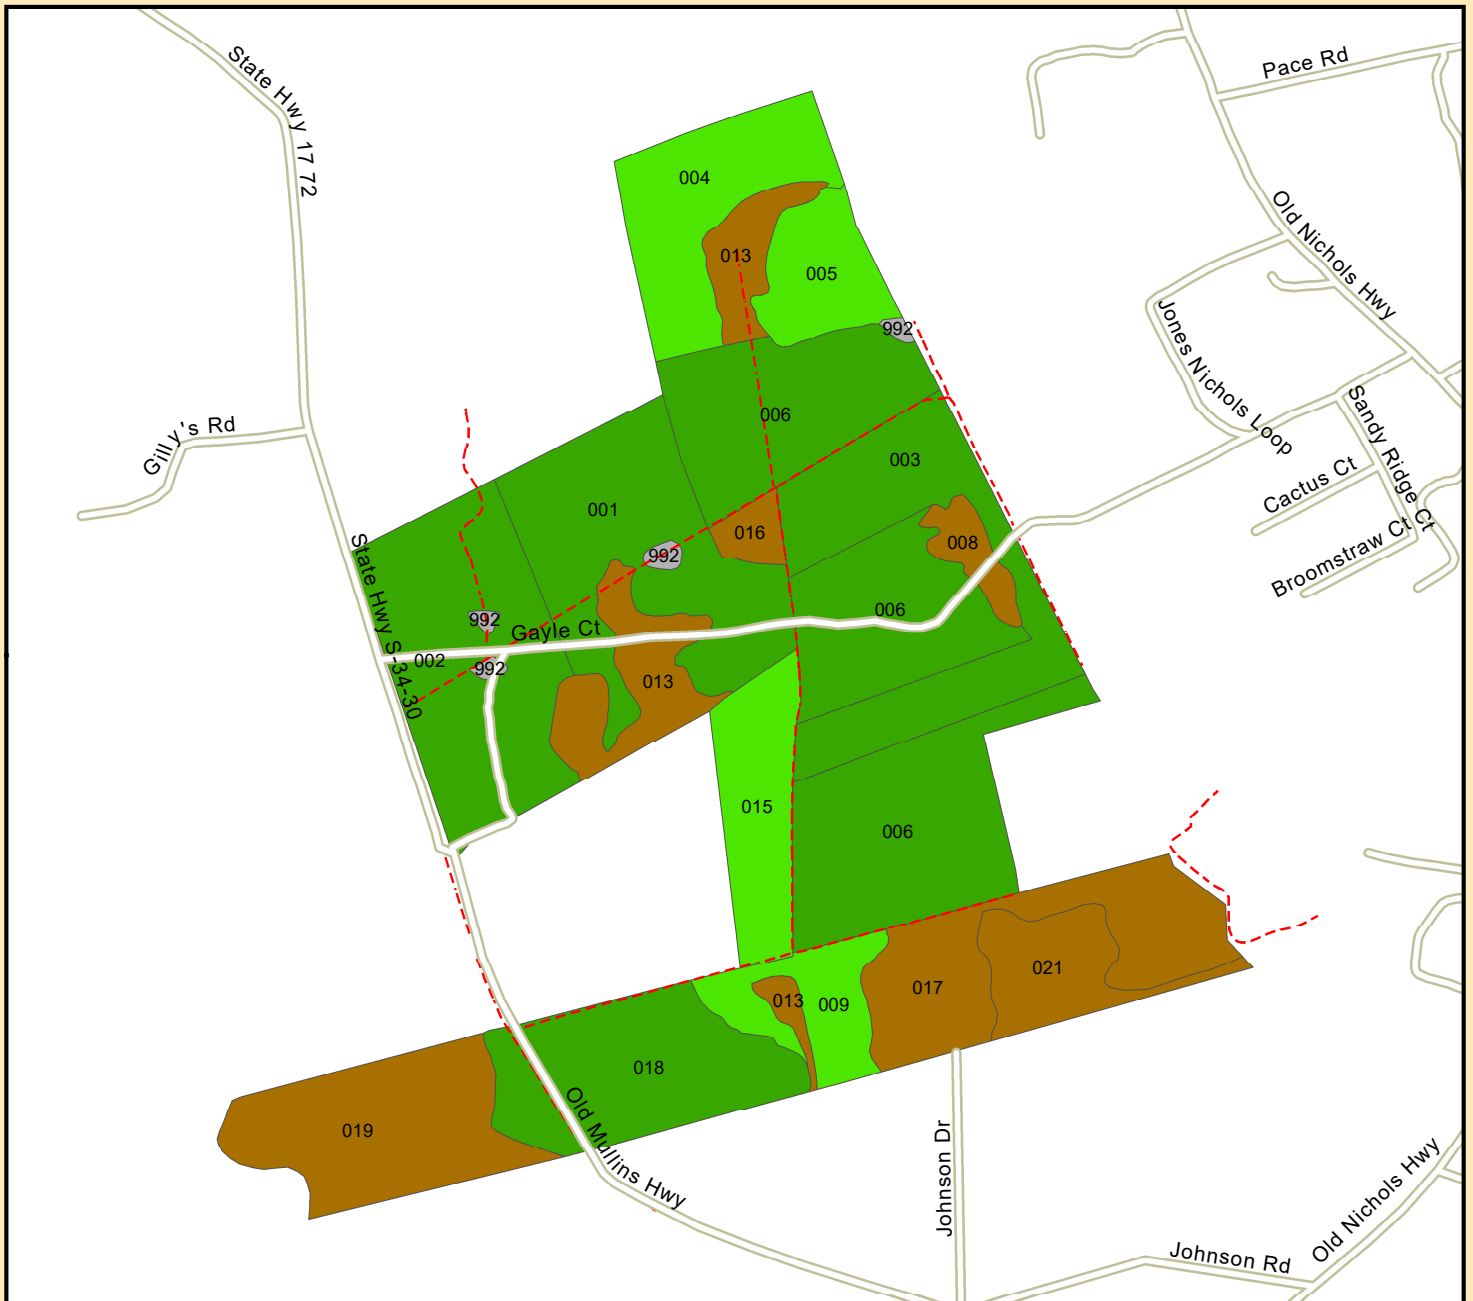 State Hwy 17 72
Pace Rd
004
Old Nichols Hwy
013
005
992
Jones Nichols Loop
Gilly's Rd
006
Sandy Ridge Ct
003
Cactus Ct
001
016
008
992
Broomstraw Ct
State Hwy S-34-30
006
992
Gayle Ct
002
992
013
015
006
021
017
013
009
018
019
Old Mullins Hwy
Johnson Dr
Old Nichols Hwy
Johnson Rd